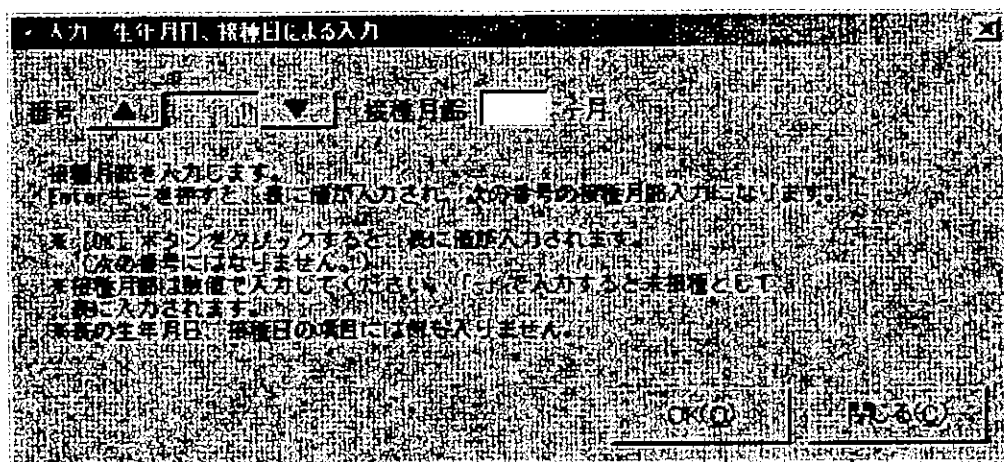 入力 生年月日、接種日による入力
番号 ▲ ▼ 接種月齢 ヶ月
接種月齢を入力します。
Enterキーを押すと、表に値が入力され、次の番号の接種月齢入力になります。
※ [OK] ボタンをクリックすると、表に値が入力されます。
(次の番号にはなりません。)
※接種月齢は数値で入力してください。「-」で入力すると未接種として
表に入力されます。
※表の生年月日、接種日の項目には何も入りません。
OK(O) 閉じる(C)